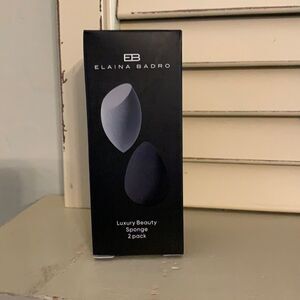 EB
ELAINA BADRO
Luxury Beauty
Sponge
2 pack